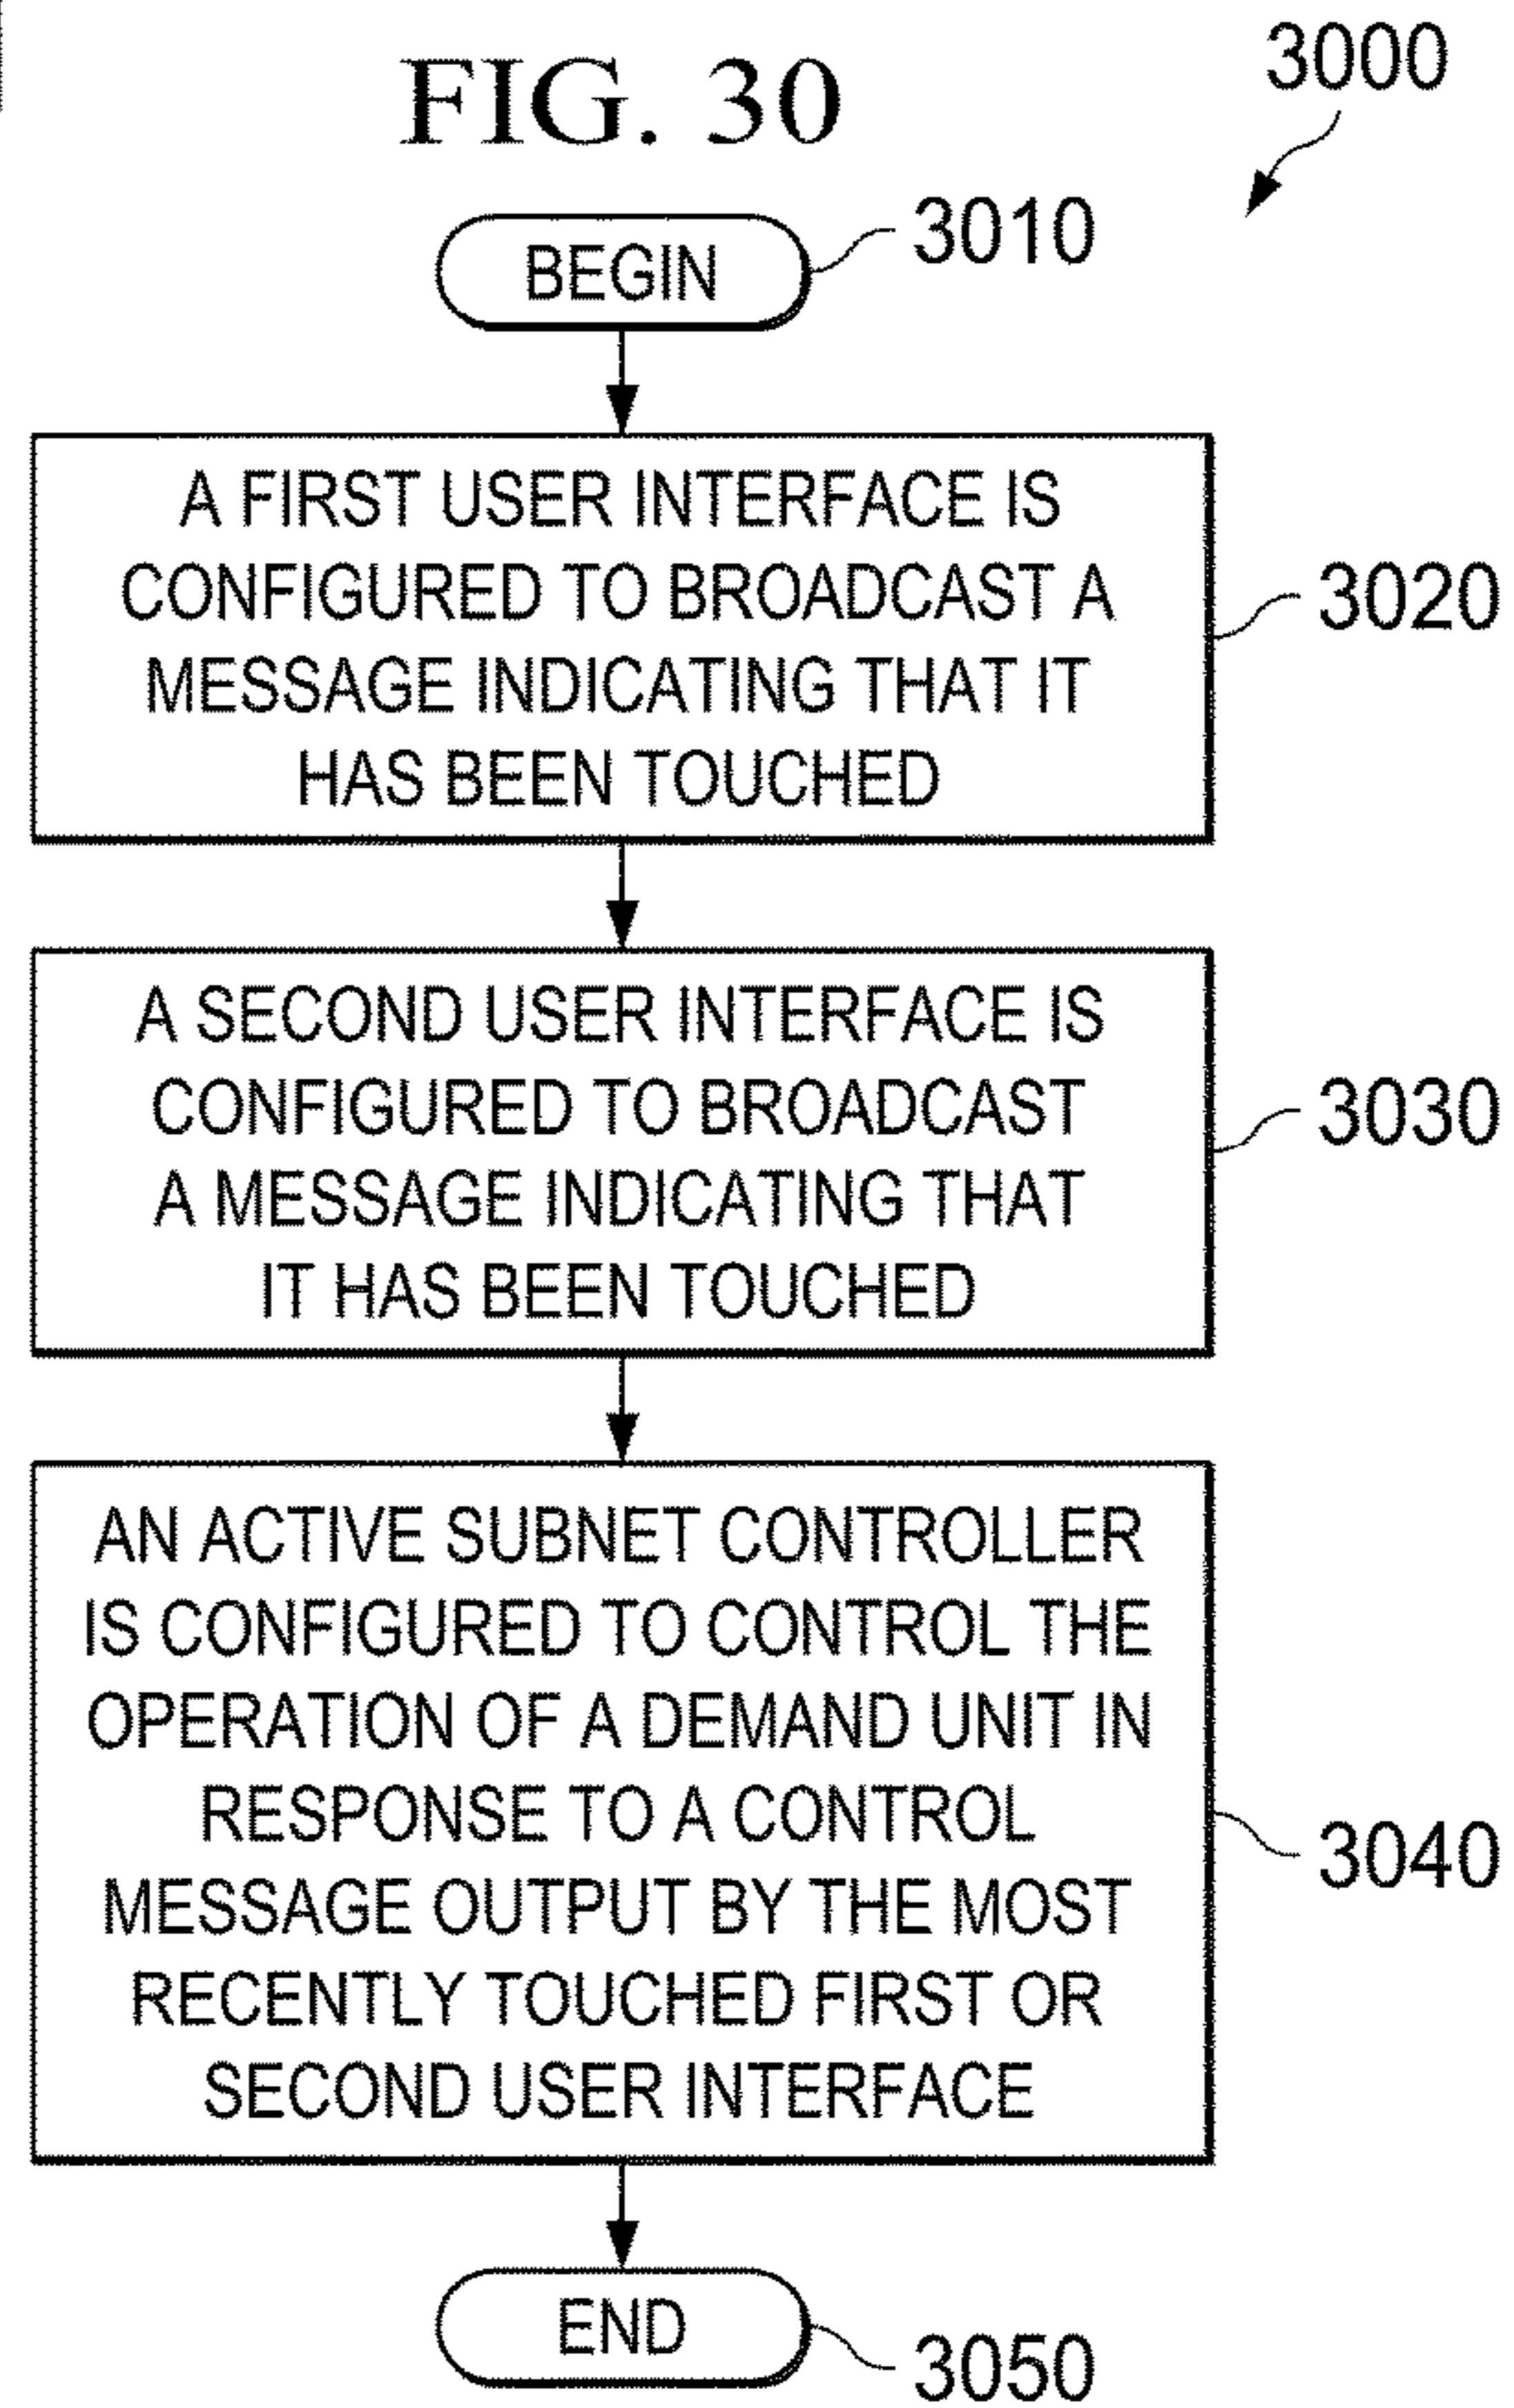 FIG. 30
3000
BEGIN
3010
A FIRST USER INTERFACE IS
CONFIGURED TO BROADCAST A
MESSAGE INDICATING THAT IT
HAS BEEN TOUCHED
3020
A SECOND USER INTERFACE IS
CONFIGURED TO BROADCAST
A MESSAGE INDICATING THAT
IT HAS BEEN TOUCHED
3030
AN ACTIVE SUBNET CONTROLLER
IS CONFIGURED TO CONTROL THE
OPERATION OF A DEMAND UNIT IN
RESPONSE TO A CONTROL
MESSAGE OUTPUT BY THE MOST
RECENTLY TOUCHED FIRST OR
SECOND USER INTERFACE
3040
END
3050